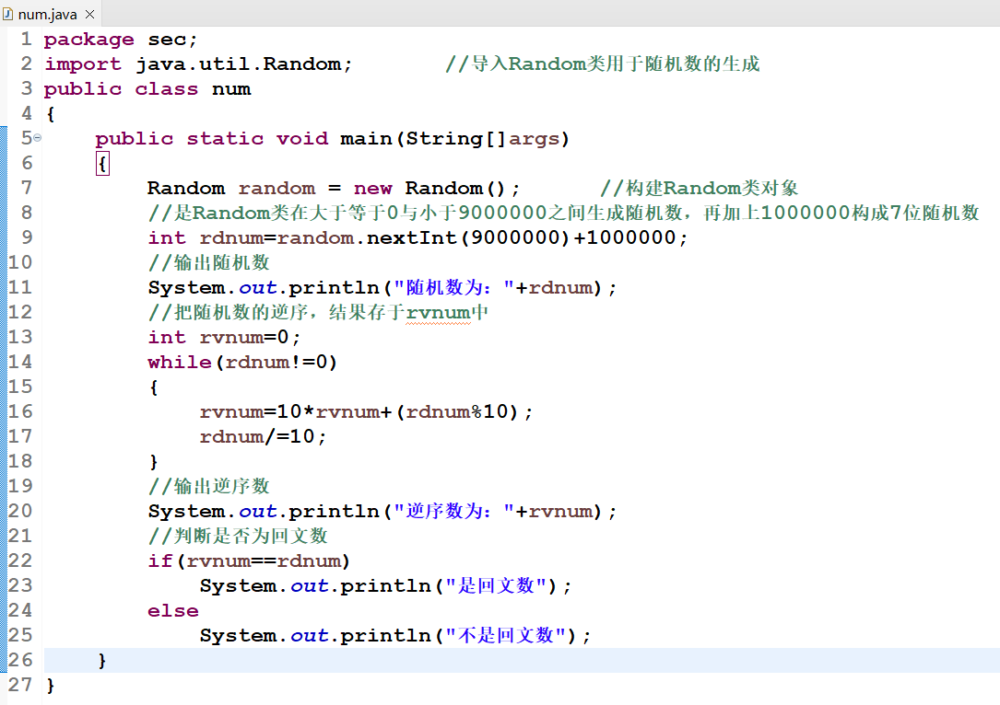 num.java
1 package sec;
2 import java.util.Random;       //导入Random类用于随机数的生成
3 public class num
4 {
5     public static void main(String[]args)
6     {
7         Random random = new Random();      //构建Random类对象
8         //是Random类在大于等于0与小于9000000之间生成随机数，再加上1000000构成7位随机数
9         int rdnum=random.nextInt(9000000)+1000000;
10         //输出随机数
11         System.out.println("随机数为："+rdnum);
12         //把随机数的逆序，结果存于rvnum中
13         int rvnum=0;
14         while(rdnum!=0)
15         {
16             rvnum=10*rvnum+(rdnum%10);
17             rdnum/=10;
18         }
19         //输出逆序数
20         System.out.println("逆序数为："+rvnum);
21         //判断是否为回文数
22         if(rvnum==rdnum)
23             System.out.println("是回文数");
24         else
25             System.out.println("不是回文数");
26     }
27 }